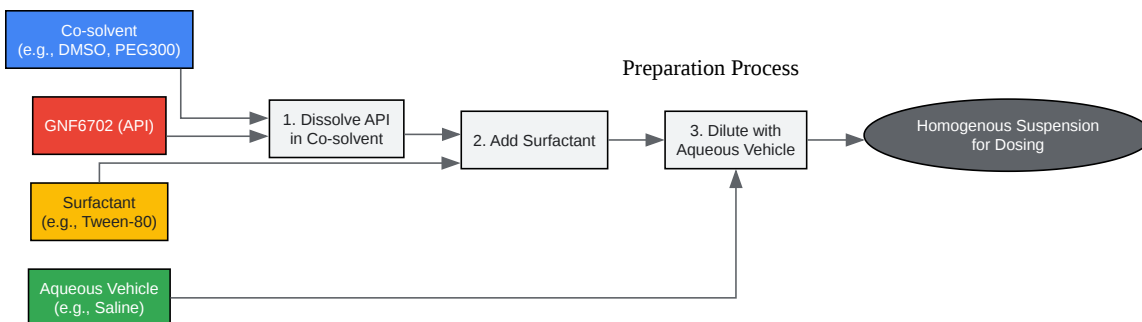 Co-solvent
(e.g., DMSO, PEG300)
Preparation Process
GNF6702 (API)
1. Dissolve API
in Co-solvent
2. Add Surfactant
3. Dilute with
Aqueous Vehicle
Homogenous Suspension
for Dosing
Surfactant
(e.g., Tween-80)
Aqueous Vehicle
(e.g., Saline)